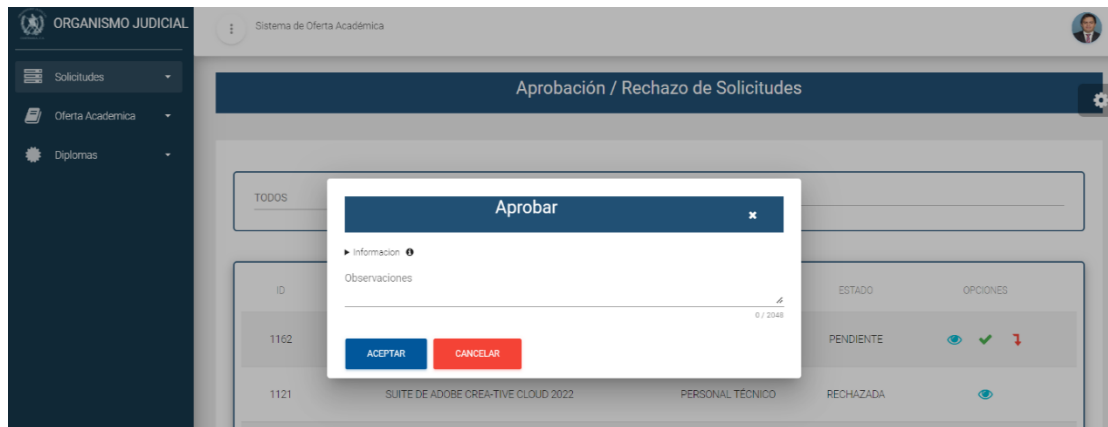 ORGANISMO JUDICIAL
Sistema de Oferta Académica
Solicitudes
Oferta Academica
Diplomas
Aprobación / Rechazo de Solicitudes
TODOS
Aprobar
Informacion
Observaciones
0 / 2048
ACEPTAR CANCELAR
ID ESTADO OPCIONES
1162 PENDIENTE
1121 SUITE DE ADOBE CREA-TIVE CLOUD 2022 PERSONAL TÉCNICO RECHAZADA